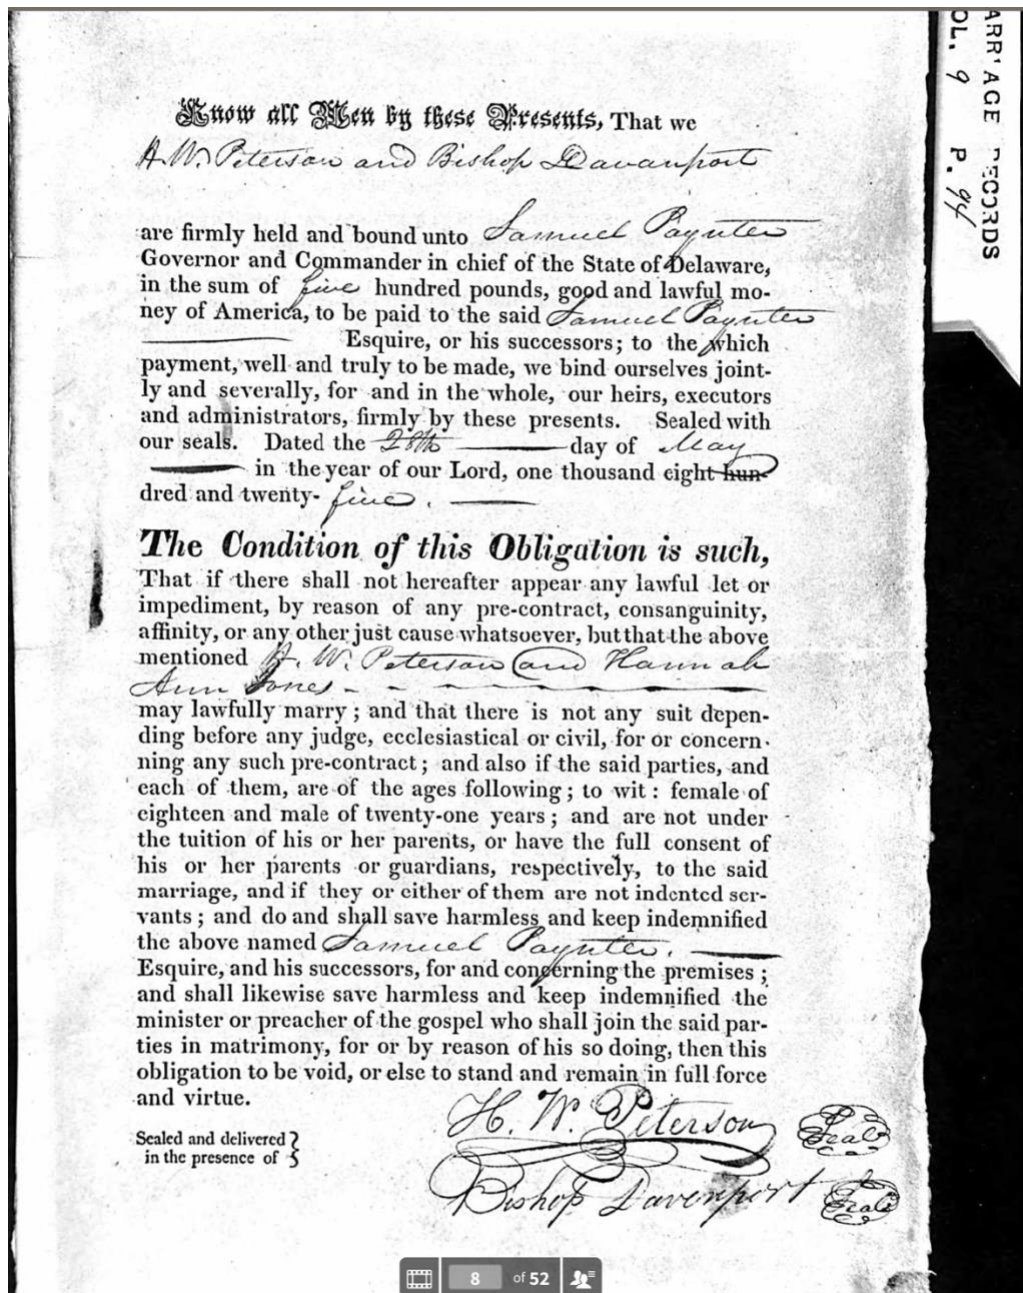 ARR'AGE RECORDS
OL. 9 P. 94
Know all Men by these Presents, That we
H. W. Peterson and Bishop Davanport
are firmly held and bound unto Samuel Paynter
Governor and Commander in chief of the State of Delaware,
in the sum of five hundred pounds, good and lawful mo-
ney of America, to be paid to the said Samuel Paynter
Esquire, or his successors; to the which
payment, well and truly to be made, we bind ourselves joint-
ly and severally, for and in the whole, our heirs, executors
and administrators, firmly by these presents. Sealed with
our seals. Dated the 28th day of May
in the year of our Lord, one thousand eight hun-
dred and twenty-five.
The Condition of this Obligation is such,
That if there shall not hereafter appear any lawful let or
impediment, by reason of any pre-contract, consanguinity,
affinity, or any other just cause whatsoever, but that the above
mentioned H. W. Peterson and Hannah
Ann Jones
may lawfully marry; and that there is not any suit depen-
ding before any judge, ecclesiastical or civil, for or concern-
ning any such pre-contract; and also if the said parties, and
each of them, are of the ages following; to wit: female of
eighteen and male of twenty-one years; and are not under
the tuition of his or her parents, or have the full consent of
his or her parents or guardians, respectively, to the said
marriage, and if they or either of them are not indented ser-
vants; and do and shall save harmless and keep indemnified
the above named Samuel Paynter.
Esquire, and his successors, for and concerning the premises;
and shall likewise save harmless and keep indemnified the
minister or preacher of the gospel who shall join the said par-
ties in matrimony, for or by reason of his so doing, then this
obligation to be void, or else to stand and remain in full force
and virtue.
H. W. Peterson Seal
Sealed and delivered
in the presence of
Bishop Davenport Seal
8 of 52